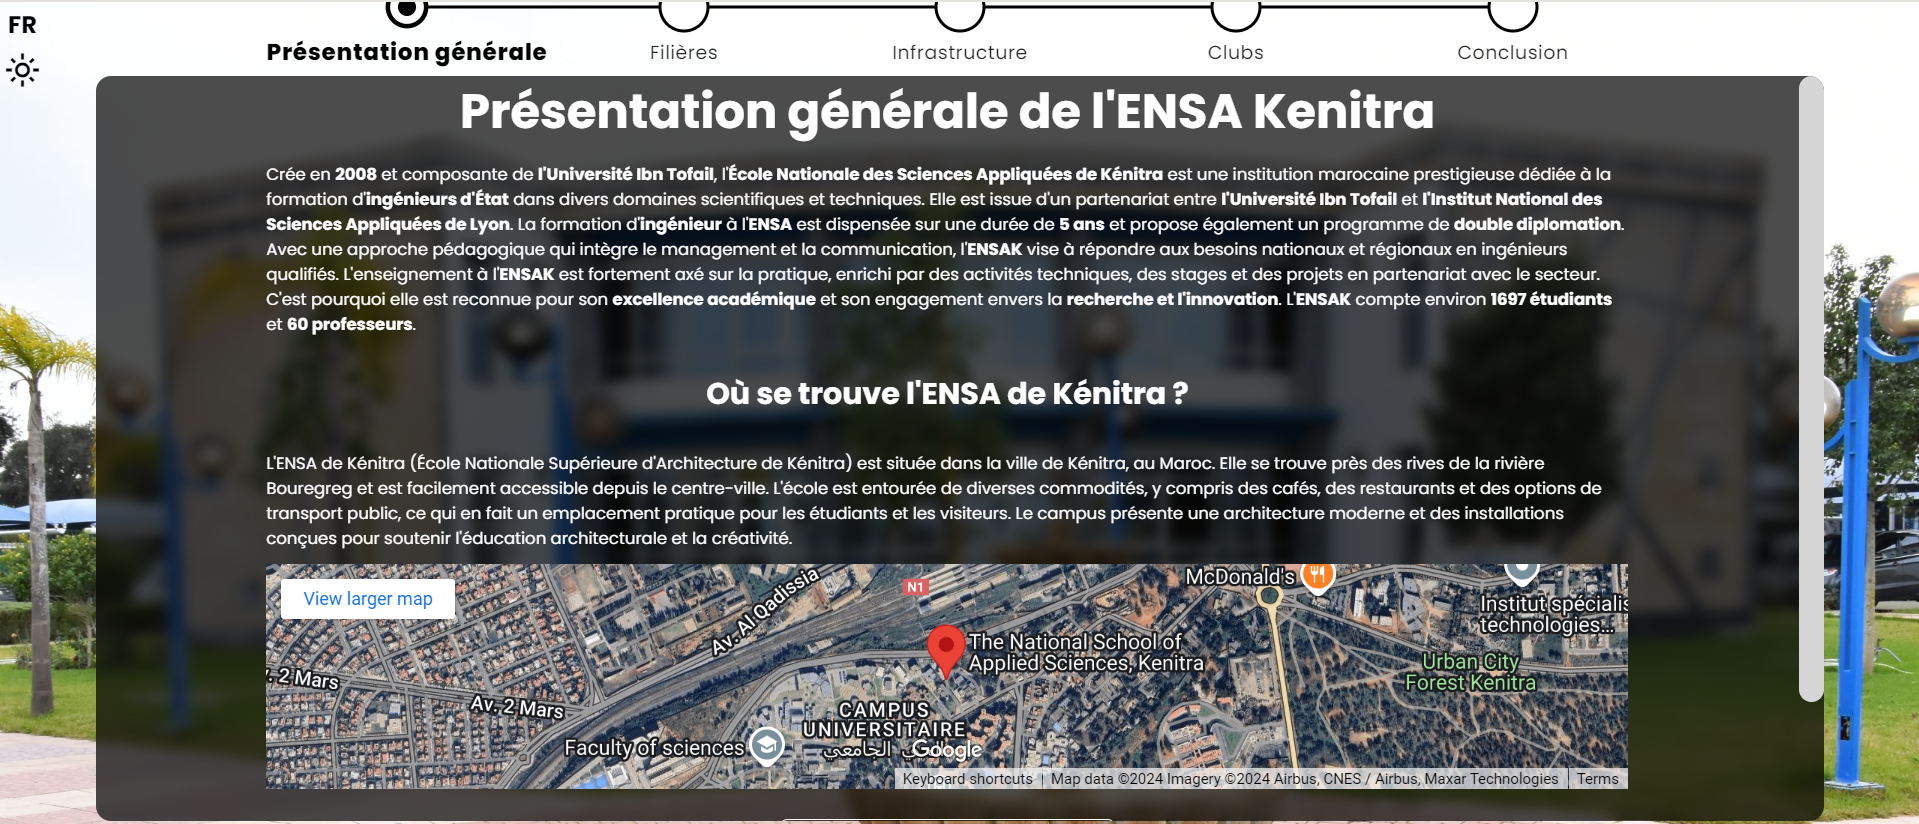 FR
Présentation générale
Filières
Infrastructure
Clubs
Conclusion
Présentation générale de l'ENSA Kenitra
Crée en 2008 et composante de l'Université Ibn Tofail, l'École Nationale des Sciences Appliquées de Kénitra est une institution marocaine prestigieuse dédiée à la
formation d'ingénieurs d'État dans divers domaines scientifiques et techniques. Elle est issue d'un partenariat entre l'Université Ibn Tofail et l'Institut National des
Sciences Appliquées de Lyon. La formation d'ingénieur à l'ENSA est dispensée sur une durée de 5 ans et propose également un programme de double diplomation.
Avec une approche pédagogique qui intègre le management et la communication, l'ENSAK vise à répondre aux besoins nationaux et régionaux en ingénieurs
qualifiés. L'enseignement à l'ENSAK est fortement axé sur la pratique, enrichi par des activités techniques, des stages et des projets en partenariat avec le secteur.
C'est pourquoi elle est reconnue pour son excellence académique et son engagement envers la recherche et l'innovation. L'ENSAK compte environ 1697 étudiants
et 60 professeurs.
Où se trouve l'ENSA de Kénitra ?
L'ENSA de Kénitra (École Nationale Supérieure d'Architecture de Kénitra) est située dans la ville de Kénitra, au Maroc. Elle se trouve près des rives de la rivière
Bouregreg et est facilement accessible depuis le centre-ville. L'école est entourée de diverses commodités, y compris des cafés, des restaurants et des options de
transport public, ce qui en fait un emplacement pratique pour les étudiants et les visiteurs. Le campus présente une architecture moderne et des installations
conçues pour soutenir l'éducation architecturale et la créativité.
View larger map
Av. Al Qadissia
N1
McDonald's
Institut spécialis
technologies...
The National School of
Applied Sciences, Kenitra
Urban City
Forest Kenitra
. 2 Mars
Av. 2 Mars
CAMPUS
UNIVERSITAIRE
الجامعي
Faculty of sciences
Google
Keyboard shortcuts
Map data ©2024 Imagery ©2024 Airbus, CNES / Airbus, Maxar Technologies
Terms